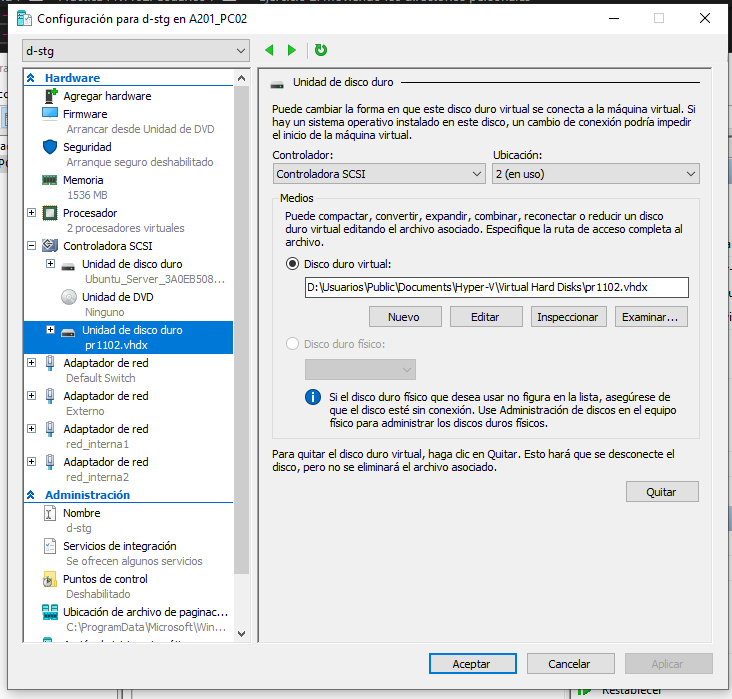 Configuración para d-stg en A201_PC02
d-stg
Hardware
Agregar hardware
Firmware
Arrancar desde Unidad de DVD
Seguridad
Arranque seguro deshabilitado
Memoria
1536 MB
Procesador
2 procesadores virtuales
Controladora SCSI
Unidad de disco duro
Ubuntu_Server_3A0EB508...
Unidad de DVD
Ninguno
Unidad de disco duro
pr1102.vhdx
Adaptador de red
Default Switch
Adaptador de red
Externo
Adaptador de red
red_interna1
Adaptador de red
red_interna2
Administración
Nombre
d-stg
Servicios de integración
Se ofrecen algunos servicios
Puntos de control
Deshabilitado
Ubicación de archivo de paginac...
C:\ProgramData\Microsoft\Win...
Unidad de disco duro
Puede cambiar la forma en que este disco duro virtual se conecta a la máquina virtual. Si
hay un sistema operativo instalado en este disco, un cambio de conexión podría impedir
el inicio de la máquina virtual.
Controlador:
Ubicación:
Controladora SCSI
2 (en uso)
Medios
Puede compactar, convertir, expandir, combinar, reconectar o reducir un disco
duro virtual editando el archivo asociado. Especifique la ruta de acceso completa al
archivo.
Disco duro virtual:
D:\Usuarios\Public\Documents\Hyper-V\Virtual Hard Disks\pr1102.vhdx
Nuevo
Editar
Inspeccionar
Examinar...
Disco duro físico:
Si el disco duro físico que desea usar no figura en la lista, asegúrese de
que el disco esté sin conexión. Use Administración de discos en el equipo
físico para administrar los discos duros físicos.
Para quitar el disco duro virtual, haga clic en Quitar. Esto hará que se desconecte el
disco, pero no se eliminará el archivo asociado.
Quitar
Aceptar
Cancelar
Aplicar
Restablecer